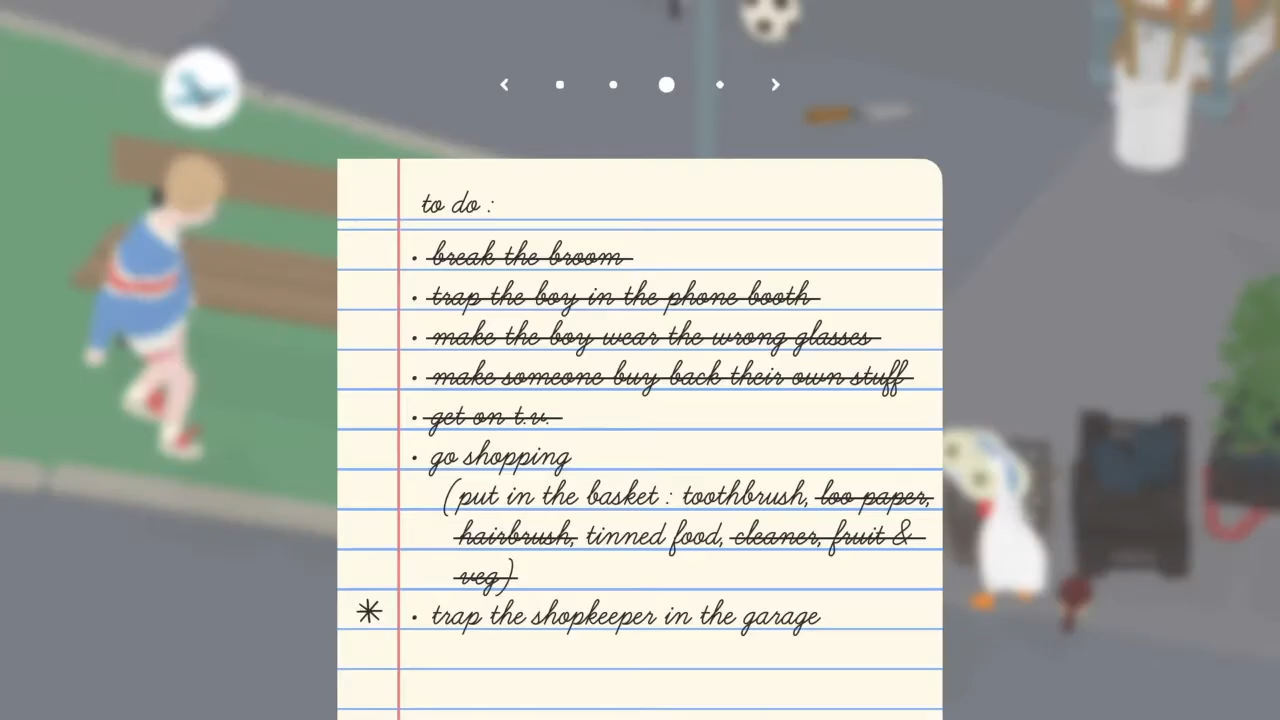 to do :
· break the broom
· trap the boy in the phone booth
· make the boy wear the wrong glasses
· make someone buy back their own stuff
· get on t.v.
· go shopping
(put in the basket : toothbrush, loo paper,
hairbrush, tinned food, cleaner, fruit &
veg)
* · trap the shopkeeper in the garage